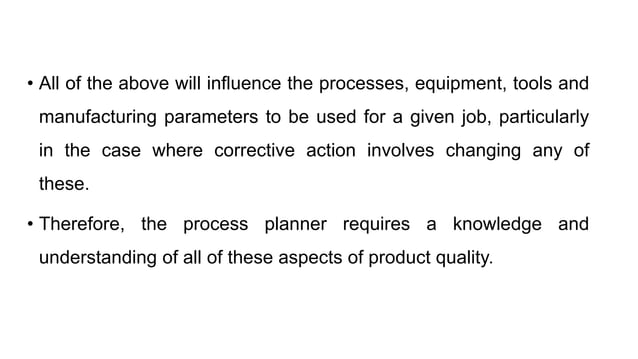 • All of the above will influence the processes, equipment, tools and
manufacturing parameters to be used for a given job, particularly
in the case where corrective action involves changing any of
these.
• Therefore, the process planner requires a knowledge and
understanding of all of these aspects of product quality.